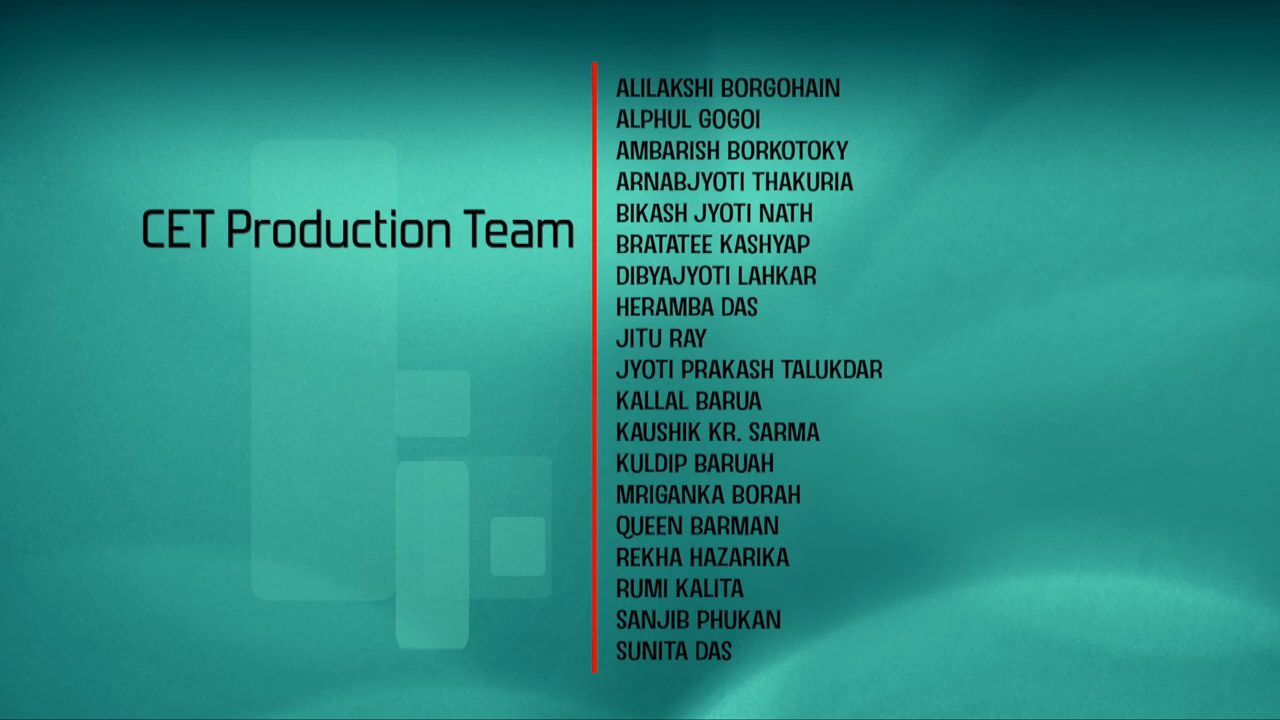 CET Production Team
ALILAKSHI BORGOHAIN
ALPHUL GOGOI
AMBARISH BORKOTOKY
ARNABJYOTI THAKURIA
BIKASH JYOTI NATH
BRATATEE KASHYAP
DIBYAJYOTI LAHKAR
HERAMBA DAS
JITU RAY
JYOTI PRAKASH TALUKDAR
KALLAL BARUA
KAUSHIK KR. SARMA
KULDIP BARUAH
MRIGANKA BORAH
QUEEN BARMAN
REKHA HAZARIKA
RUMI KALITA
SANJIB PHUKAN
SUNITA DAS